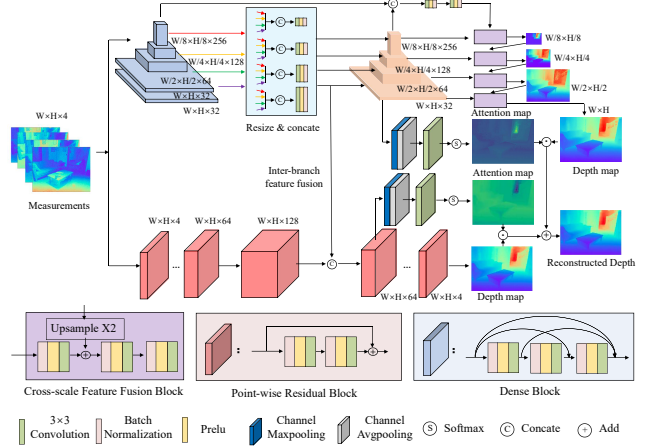 C
W/8×H/8×256
W/4×H/4×128
W/2×H/2×64
W×H×32
W×H×32
C
C
C
C
Resize & concate
W/8×H/8×256
W/4×H/4×128
W/2×H/2×64
W×H×32
W/8×H/8
W/4×H/4
W/2×H/2
W×H
Attention map
W×H×4
Measurements
Inter-branch
feature fusion
S
Attention map
Depth map
S
W×H×4
W×H×64
W×H×128
...
C
...
W×H×64
W×H×4
Depth map
Reconstructed Depth
Upsample X2
Cross-scale Feature Fusion Block
:
Point-wise Residual Block
:
Dense Block
3×3
Convolution
Batch
Normalization
Prelu
Channel
Maxpooling
Channel
Avgpooling
S
Softmax
C
Concate
+
Add